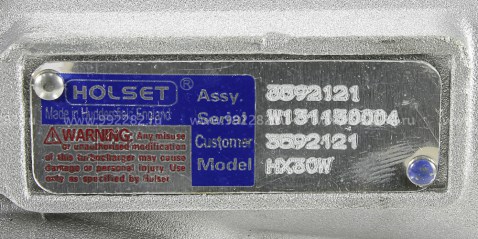 HOLSET®
Made in Huddersfield England
WARNING: Any misuse
or unauthorised modification
of this turbocharger may cause
damage or personal injury. Use
only as specified by Holset.
Assy. 3592121
Serial W131150004
Customer 3592121
Model HX30W